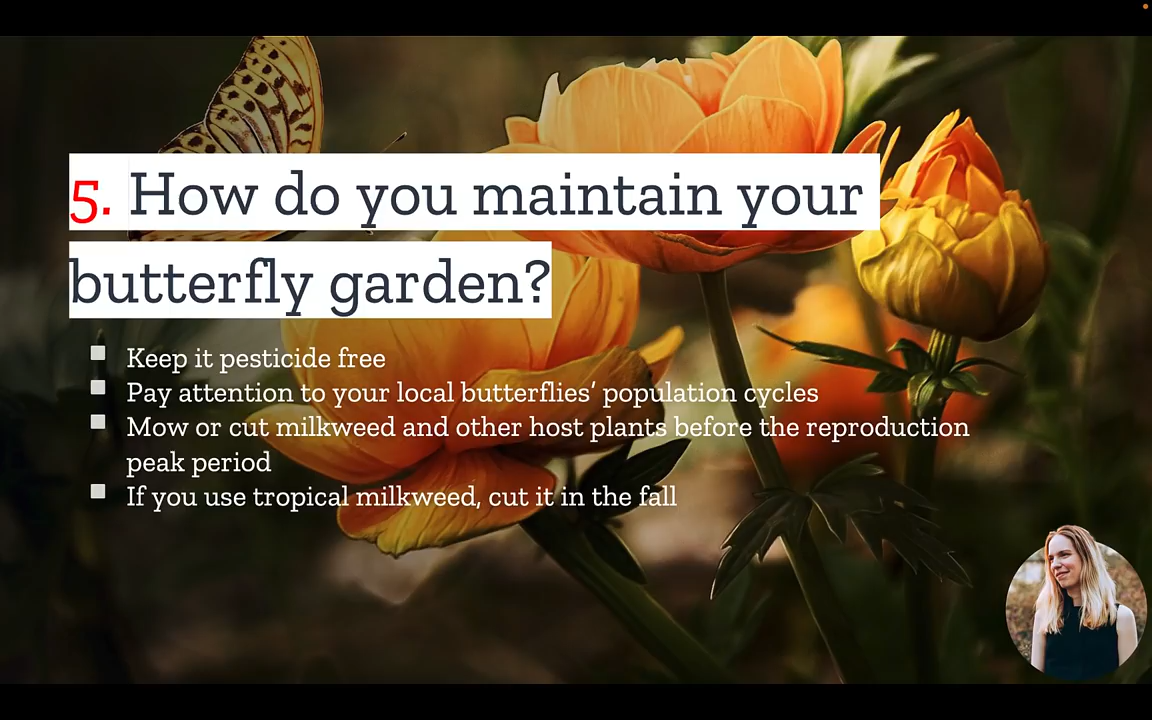 5. How do you maintain your
butterfly garden?
Keep it pesticide free
Pay attention to your local butterflies’ population cycles
Mow or cut milkweed and other host plants before the reproduction
peak period
If you use tropical milkweed, cut it in the fall